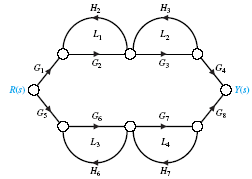 H₂ H₃
L₁ L₂
G₁ G₂ G₃ G₄
R(s) Y(s)
G₅ G₆ G₇ G₈
L₃ L₄
H₆ H₇